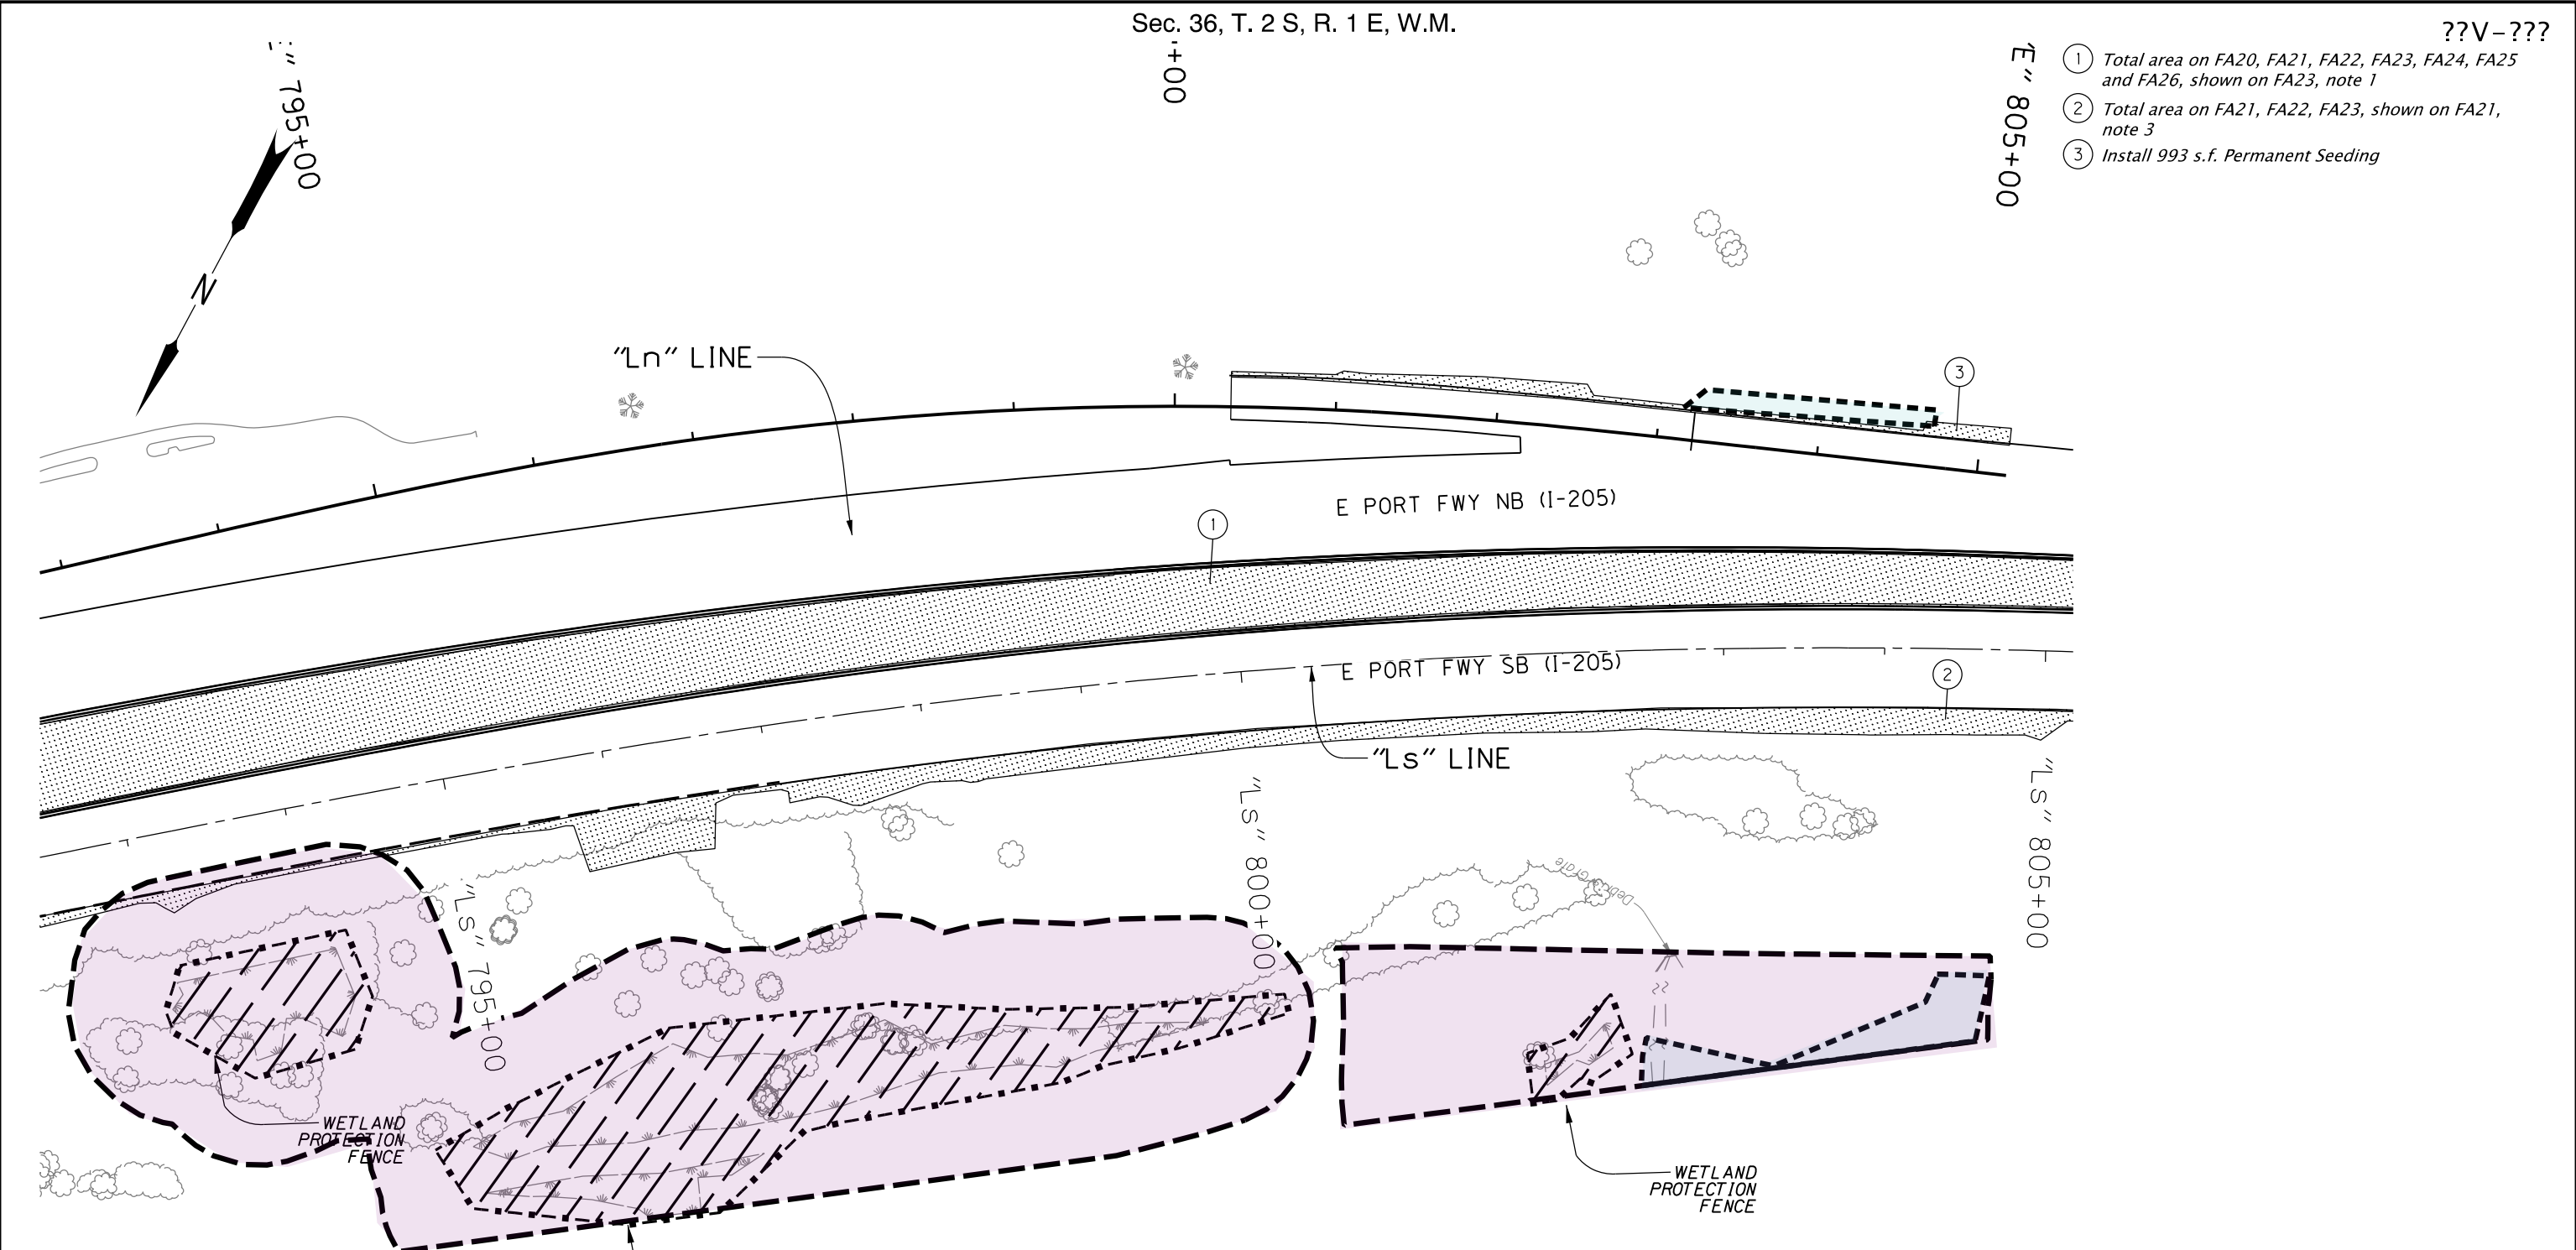 Sec. 36, T. 2 S, R. 1 E, W.M.
??V-???
1 Total area on FA20, FA21, FA22, FA23, FA24, FA25
and FA26, shown on FA23, note 1
2 Total area on FA21, FA22, FA23, shown on FA21,
note 3
3 Install 993 s.f. Permanent Seeding
E" 795+00
+00
"E" 805+00
N
"Ln" LINE
3
E PORT FWY NB (I-205)
1
E PORT FWY SB (I-205)
2
"Ls" LINE
"Ls" 795+00
"Ls" 800+00
"Ls" 805+00
Debris Grate
WETLAND
PROTECTION
FENCE
WETLAND
PROTECTION
FENCE